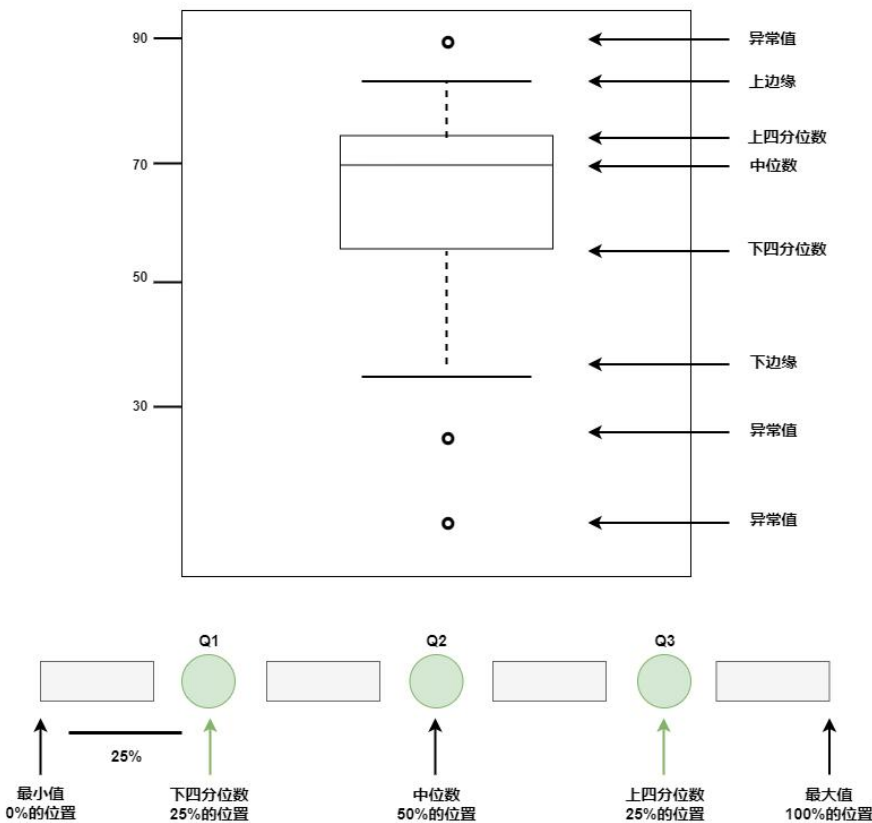 90
异常值
上边缘
上四分位数
70
中位数
下四分位数
50
下边缘
30
异常值
异常值
Q1
Q2
Q3
25%
最小值
0%的位置
下四分位数
25%的位置
中位数
50%的位置
上四分位数
25%的位置
最大值
100%的位置